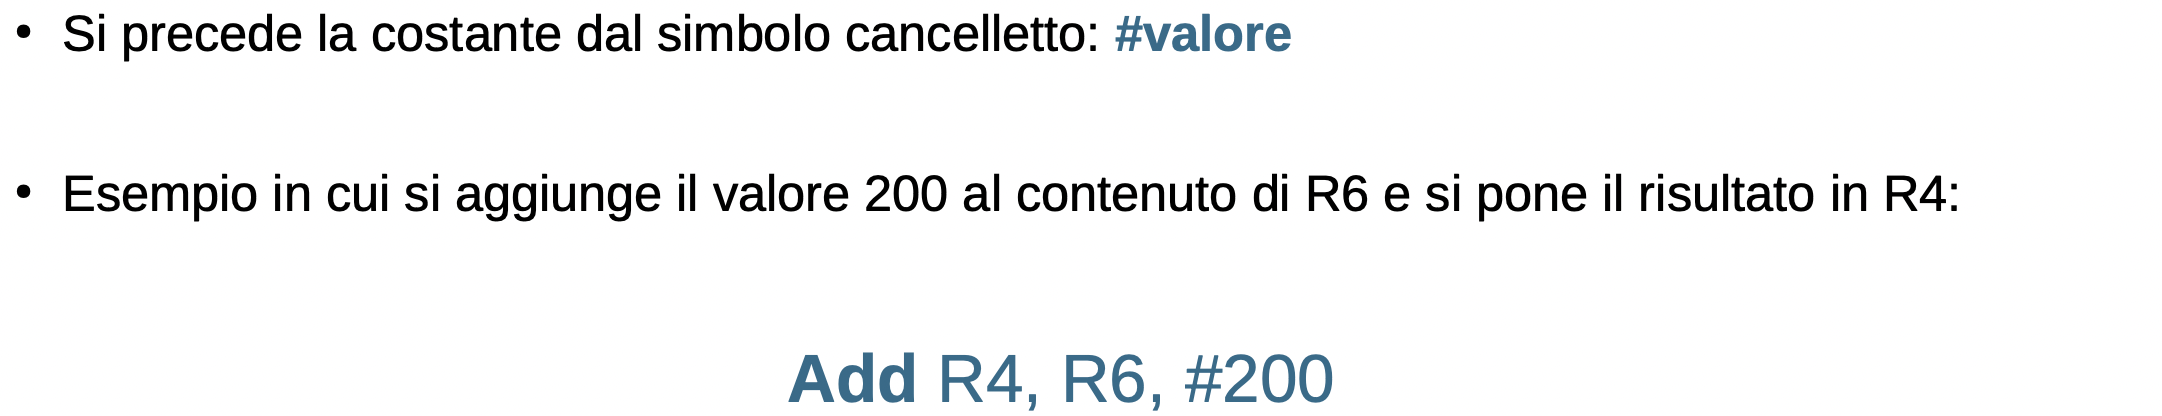 • Si precede la costante dal simbolo cancelletto: #valore
• Esempio in cui si aggiunge il valore 200 al contenuto di R6 e si pone il risultato in R4:
Add R4, R6, #200